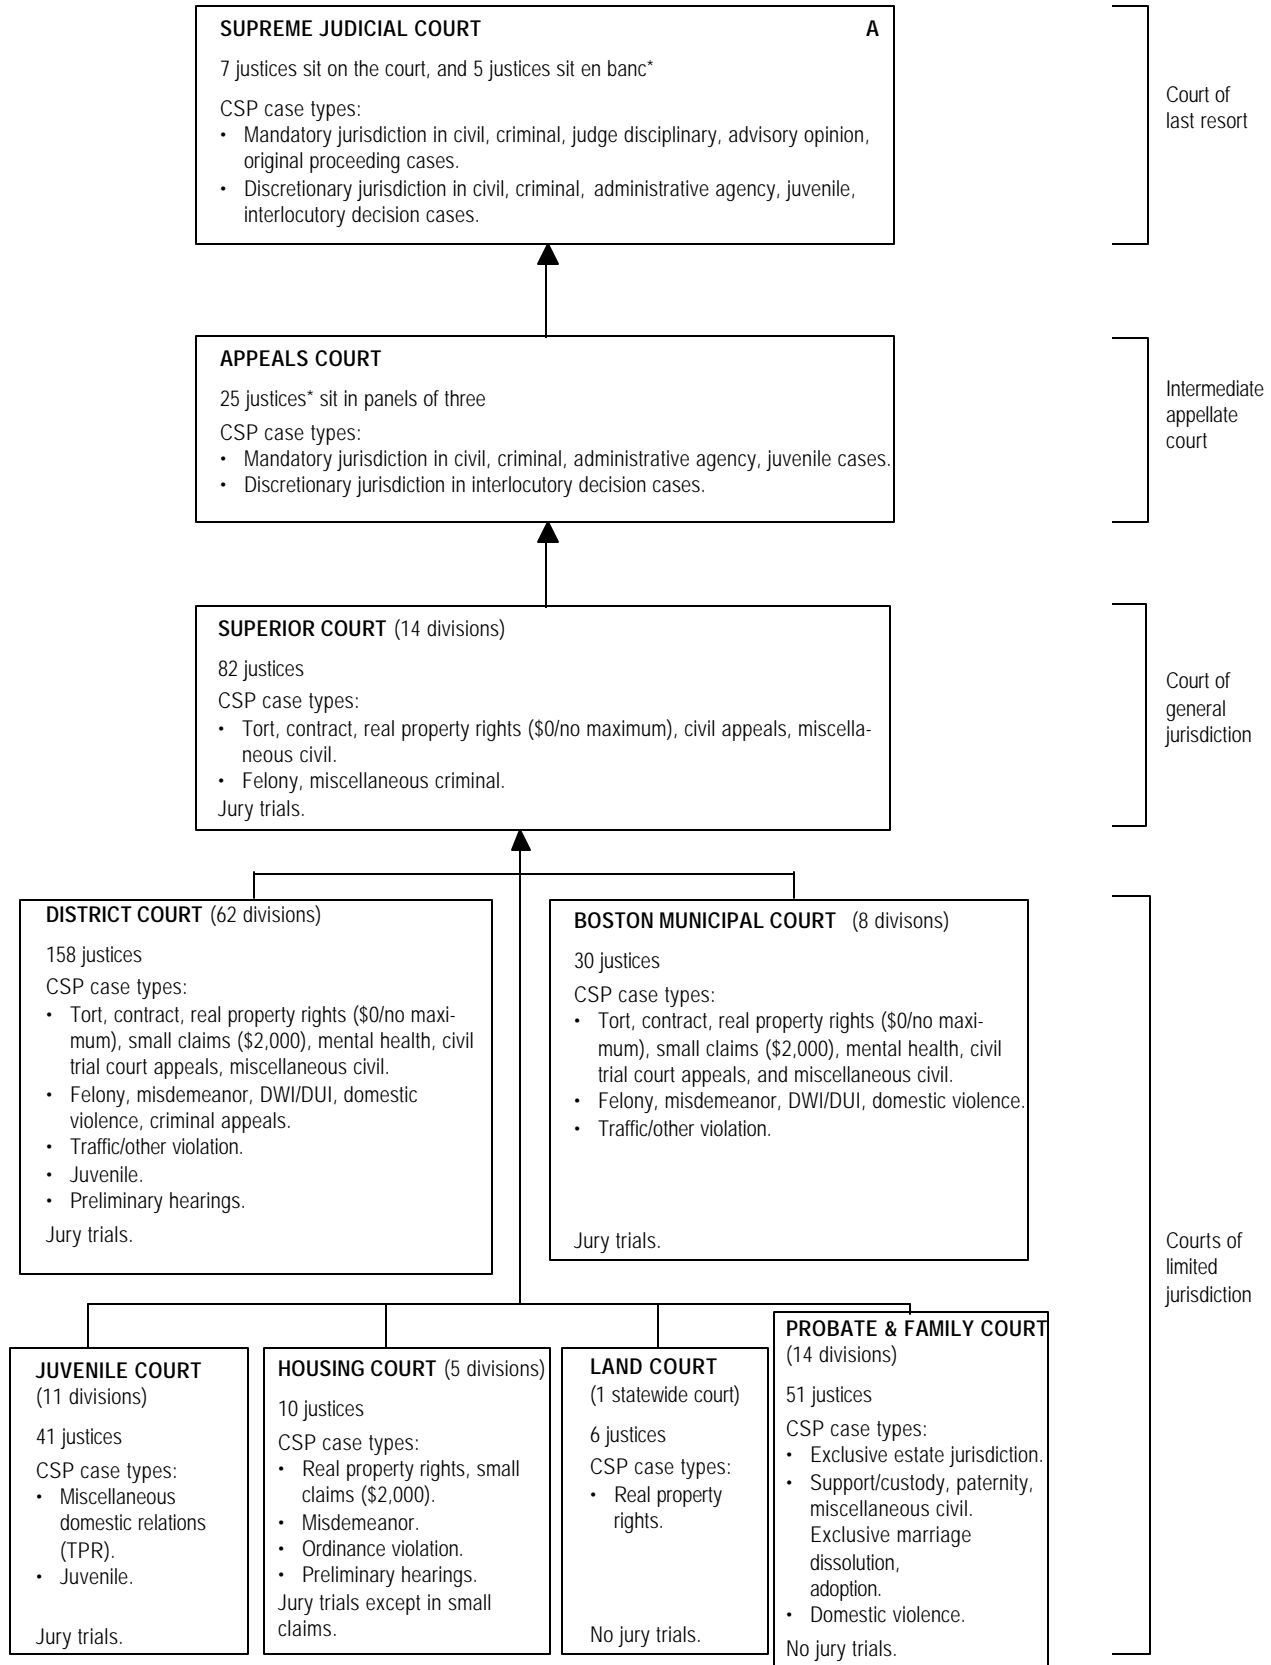 SUPREME JUDICIAL COURT A
7 justices sit on the court, and 5 justices sit en banc*
CSP case types:
• Mandatory jurisdiction in civil, criminal, judge disciplinary, advisory opinion,
original proceeding cases.
• Discretionary jurisdiction in civil, criminal, administrative agency, juvenile,
interlocutory decision cases.
Court of
last resort
APPEALS COURT
25 justices* sit in panels of three
CSP case types:
• Mandatory jurisdiction in civil, criminal, administrative agency, juvenile cases.
• Discretionary jurisdiction in interlocutory decision cases.
Intermediate
appellate
court
SUPERIOR COURT (14 divisions)
82 justices
CSP case types:
• Tort, contract, real property rights ($0/no maximum), civil appeals, miscella-
neous civil.
• Felony, miscellaneous criminal.
Jury trials.
Court of
general
jurisdiction
DISTRICT COURT (62 divisions)
158 justices
CSP case types:
• Tort, contract, real property rights ($0/no maxi-
mum), small claims ($2,000), mental health, civil
trial court appeals, miscellaneous civil.
• Felony, misdemeanor, DWI/DUI, domestic
violence, criminal appeals.
• Traffic/other violation.
• Juvenile.
• Preliminary hearings.
Jury trials.
BOSTON MUNICIPAL COURT (8 divisons)
30 justices
CSP case types:
• Tort, contract, real property rights ($0/no maxi-
mum), small claims ($2,000), mental health, civil
trial court appeals, and miscellaneous civil.
• Felony, misdemeanor, DWI/DUI, domestic violence.
• Traffic/other violation.
Jury trials.
Courts of
limited
jurisdiction
JUVENILE COURT
(11 divisions)
41 justices
CSP case types:
• Miscellaneous
domestic relations
(TPR).
• Juvenile.
Jury trials.
HOUSING COURT (5 divisions)
10 justices
CSP case types:
• Real property rights, small
claims ($2,000).
• Misdemeanor.
• Ordinance violation.
• Preliminary hearings.
Jury trials except in small
claims.
LAND COURT
(1 statewide court)
6 justices
CSP case types:
• Real property
rights.
No jury trials.
PROBATE & FAMILY COURT
(14 divisions)
51 justices
CSP case types:
• Exclusive estate jurisdiction.
• Support/custody, paternity,
miscellaneous civil.
Exclusive marriage
dissolution,
adoption.
• Domestic violence.
No jury trials.